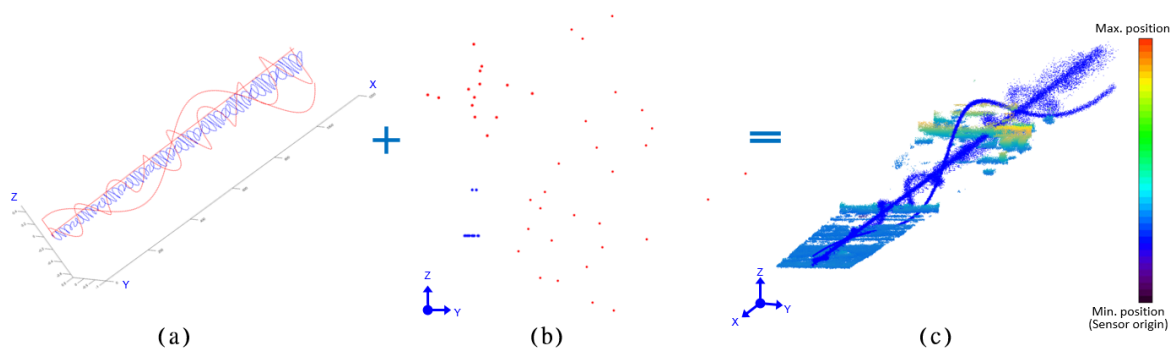 Max. position
X
+
=
Z
Y
Z
Y
Z
Y
X
Min. position
(Sensor origin)
(a)
(b)
(c)